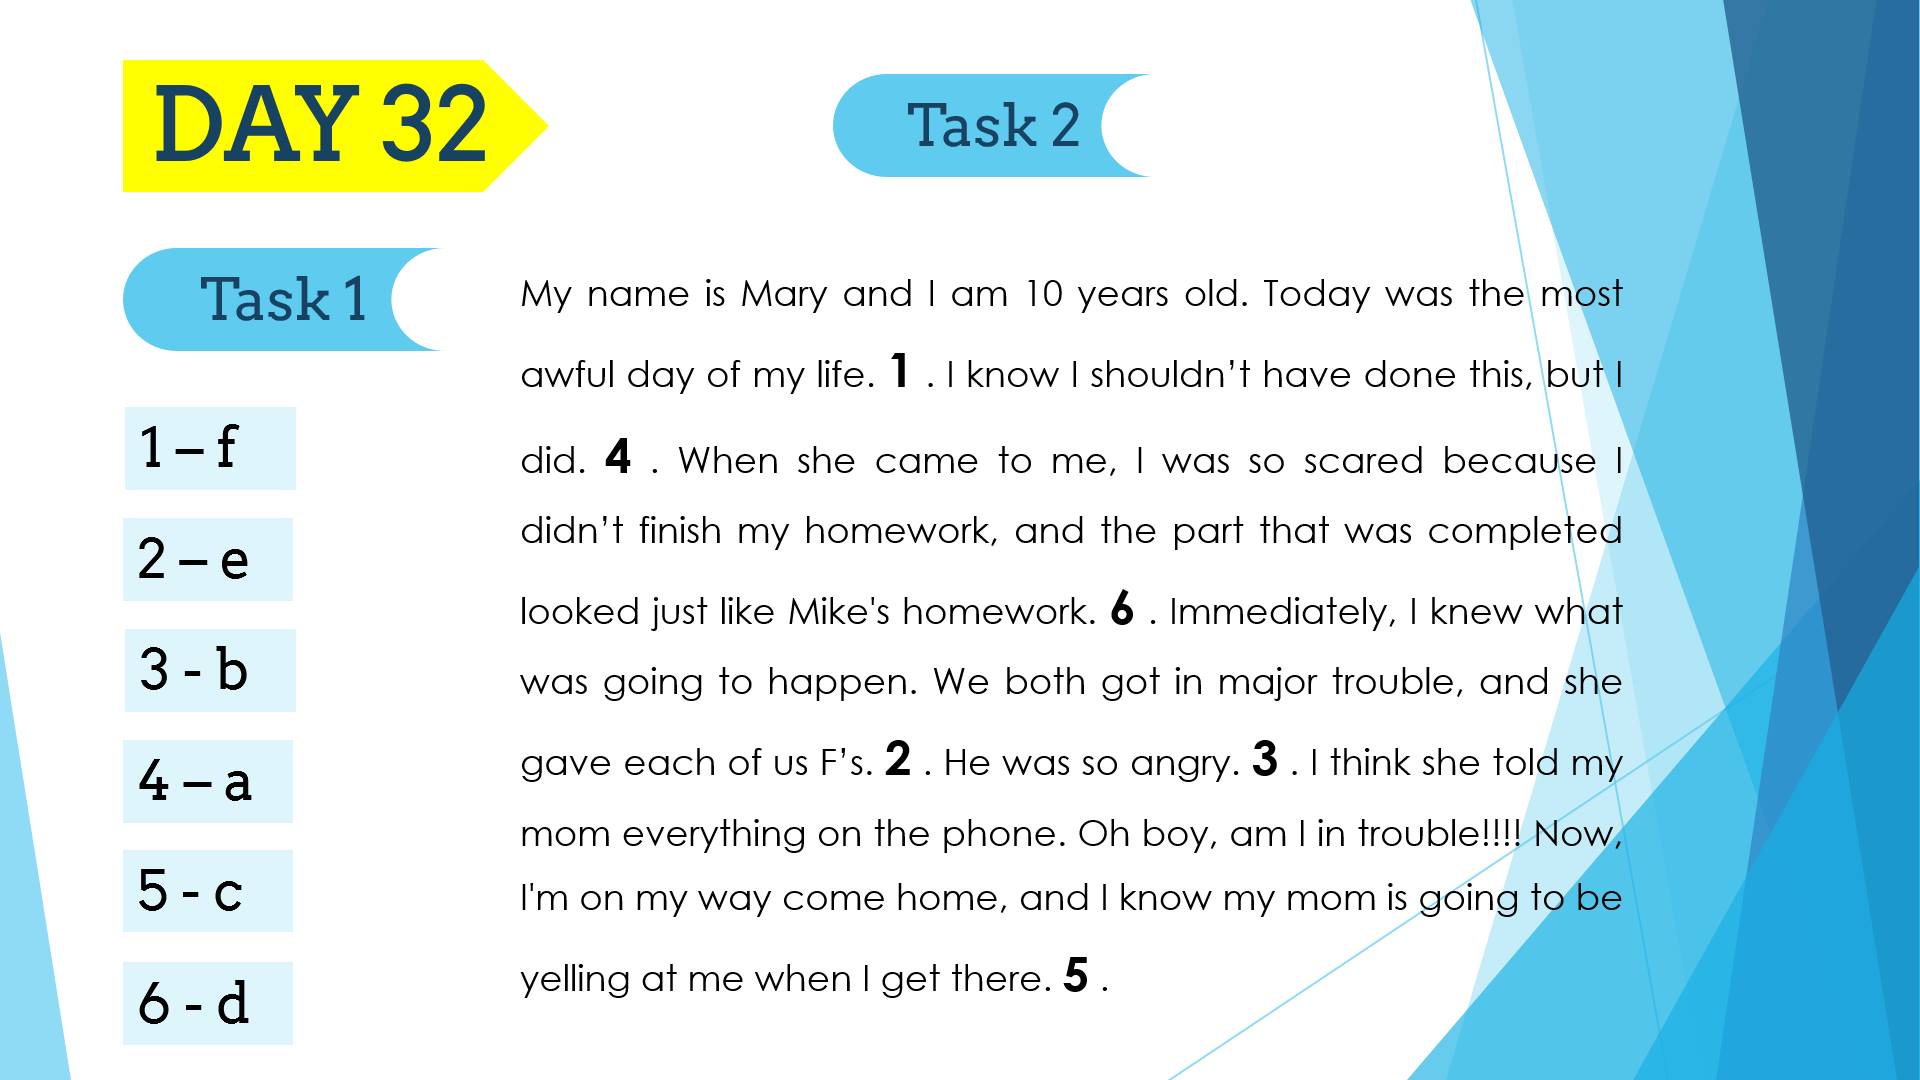 DAY 32
Task 1
1 – f
2 – e
3 - b
4 – a
5 - c
6 - d
Task 2
My name is Mary and I am 10 years old. Today was the most
awful day of my life. 1 . I know I shouldn’t have done this, but I
did. 4 . When she came to me, I was so scared because I
didn’t finish my homework, and the part that was completed
looked just like Mike's homework. 6 . Immediately, I knew what
was going to happen. We both got in major trouble, and she
gave each of us F’s. 2 . He was so angry. 3 . I think she told my
mom everything on the phone. Oh boy, am I in trouble!!!! Now,
I'm on my way come home, and I know my mom is going to be
yelling at me when I get there. 5 .